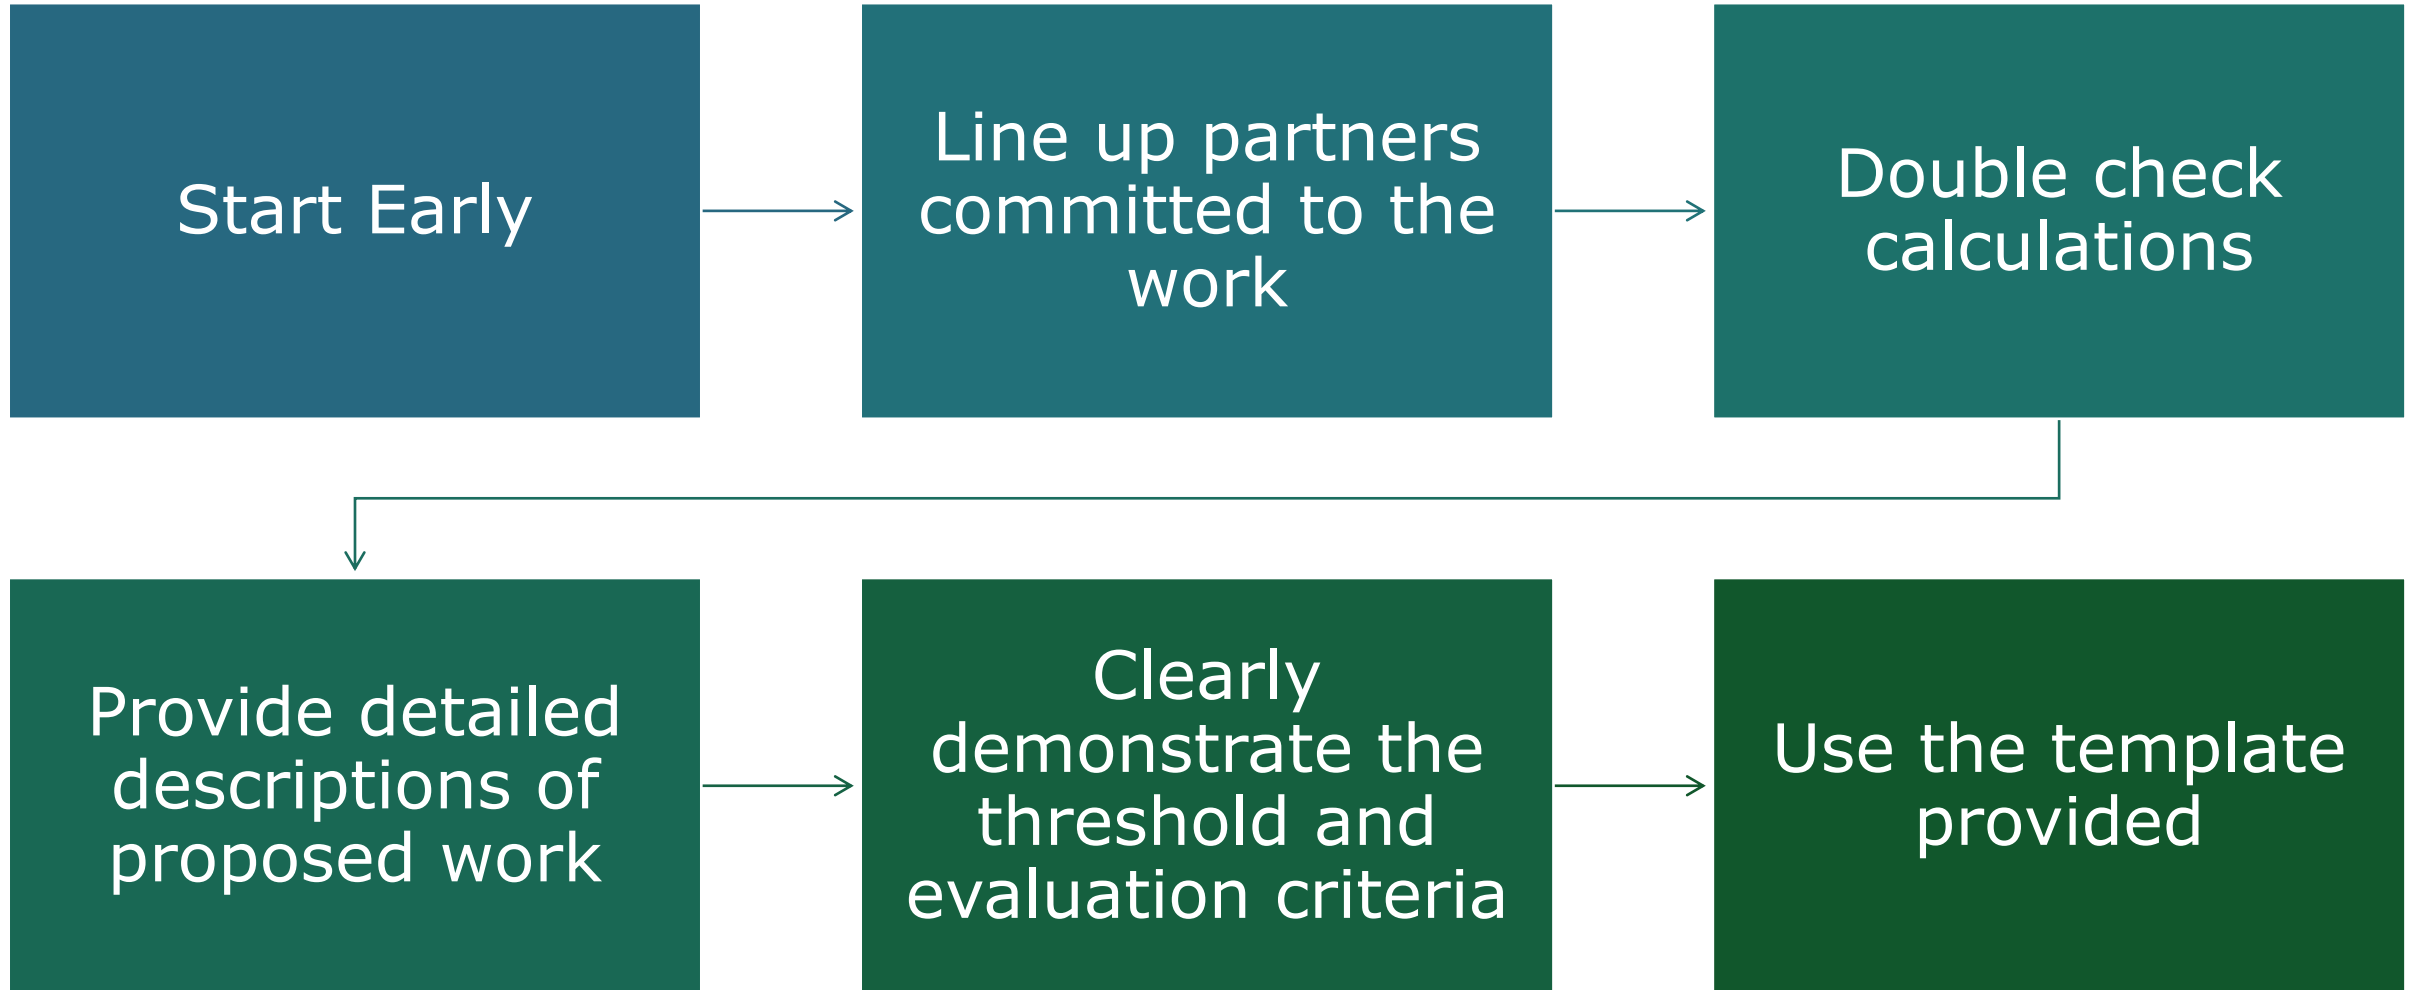 Start Early
Line up partners
committed to the
work
Double check
calculations
Provide detailed
descriptions of
proposed work
Clearly
demonstrate the
threshold and
evaluation criteria
Use the template
provided